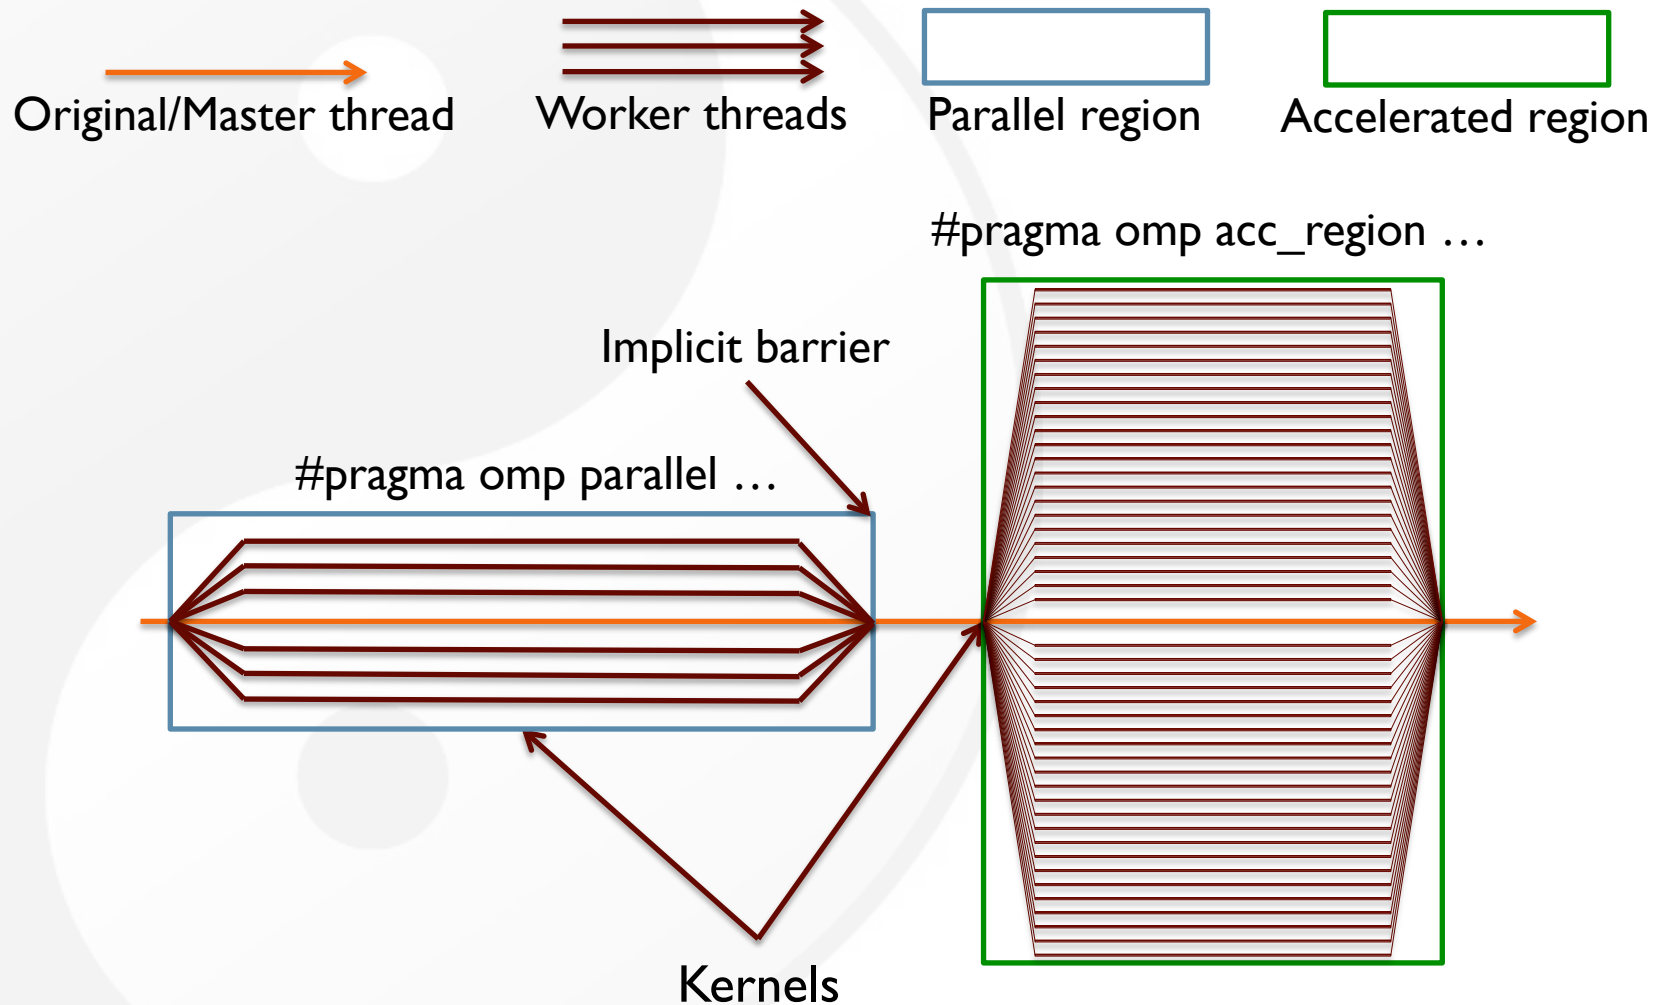 Original/Master thread
Worker threads
Parallel region
Accelerated region
#pragma omp acc_region …
Implicit barrier
#pragma omp parallel …
Kernels